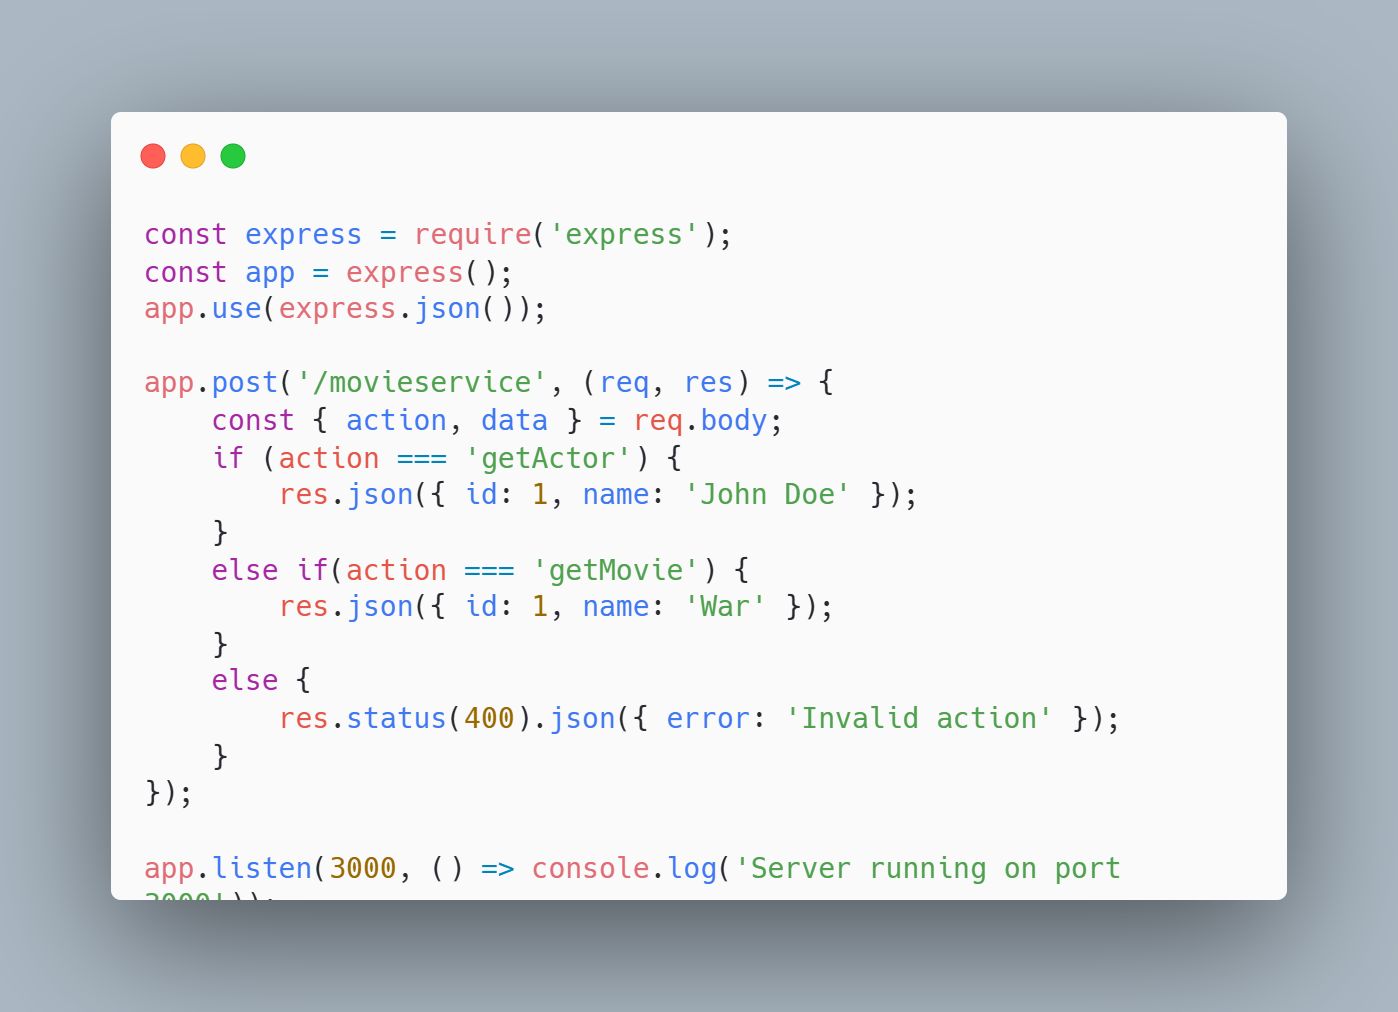 const express = require('express');
const app = express();
app.use(express.json());

app.post('/movieservice', (req, res) => {
    const { action, data } = req.body;
    if (action === 'getActor') {
        res.json({ id: 1, name: 'John Doe' });
    }
    else if(action === 'getMovie') {
        res.json({ id: 1, name: 'War' });
    }
    else {
        res.status(400).json({ error: 'Invalid action' });
    }
});

app.listen(3000, () => console.log('Server running on port
3000'));